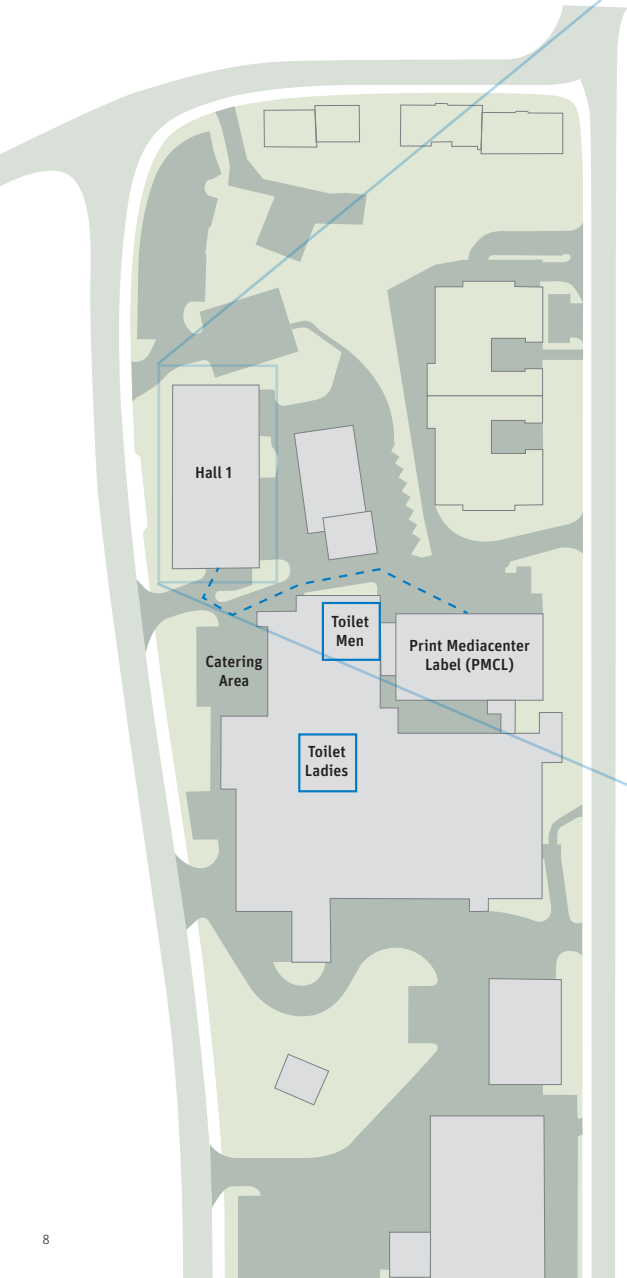 Hall 1
Toilet
Men
Print Mediacenter
Label (PMCL)
Catering
Area
Toilet
Ladies
8